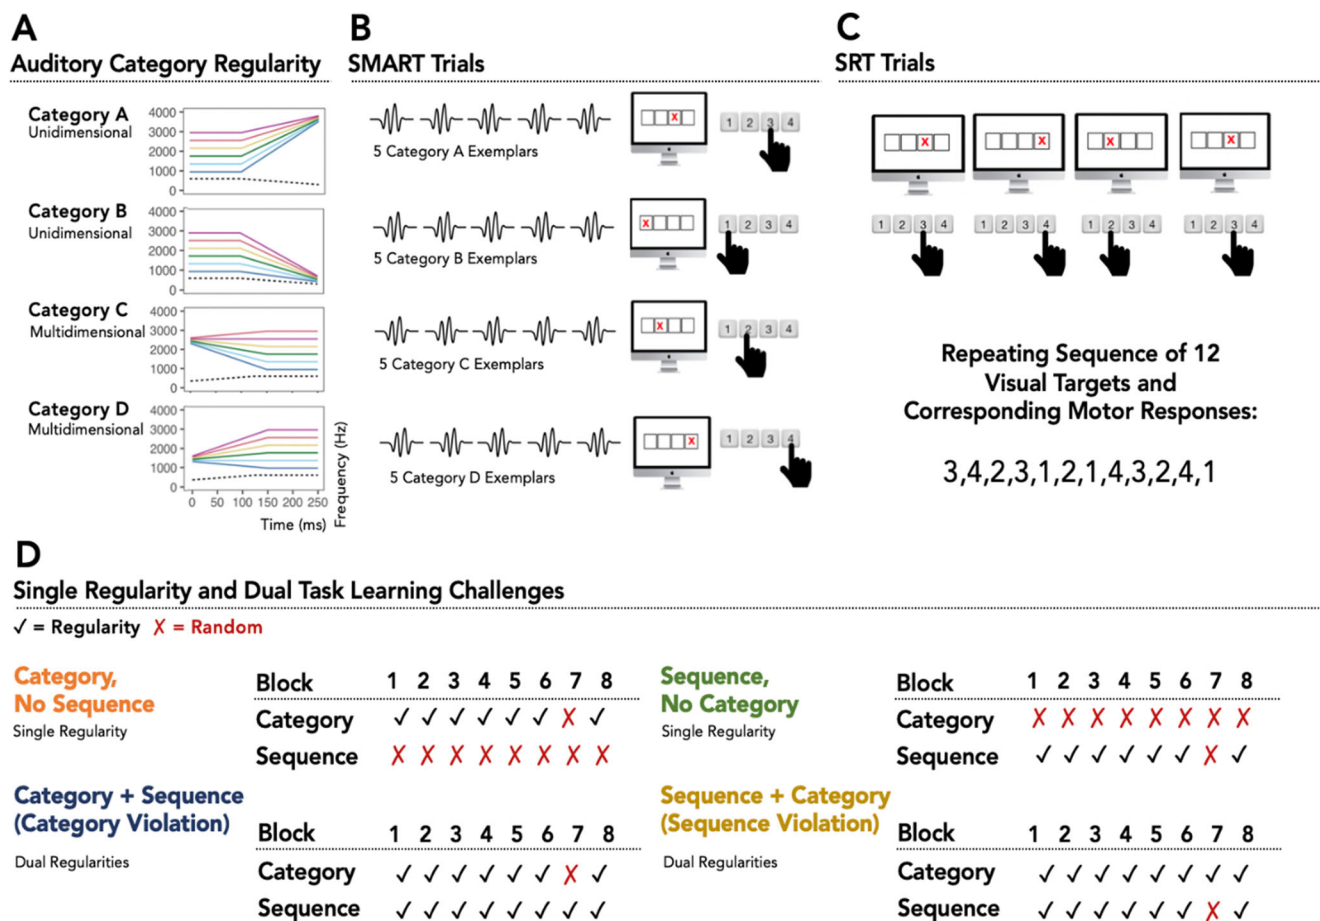 A
Auditory Category Regularity
Category A
Unidimensional
4000
3000
2000
1000
0
Category B
Unidimensional
4000
3000
2000
1000
0
Category C
Multidimensional
4000
3000
2000
1000
0
Category D
Multidimensional
4000
3000
2000
1000
0
0 50 100 150 200 250
Time (ms)
Frequency (Hz)
B
SMART Trials
X
1 2 3 4
5 Category A Exemplars
X
1 2 3 4
5 Category B Exemplars
X
1 2 3 4
5 Category C Exemplars
X
1 2 3 4
5 Category D Exemplars
C
SRT Trials
X X X X
1 2 3 4 1 2 3 4 1 2 3 4 1 2 3 4
Repeating Sequence of 12
Visual Targets and
Corresponding Motor Responses:
3,4,2,3,1,2,1,4,3,2,4,1
D
Single Regularity and Dual Task Learning Challenges
✓ = Regularity ✗ = Random
Category,
No Sequence
Single Regularity
Block 1 2 3 4 5 6 7 8
Category ✓ ✓ ✓ ✓ ✓ ✓ ✗ ✓
Sequence ✗ ✗ ✗ ✗ ✗ ✗ ✗ ✗
Sequence,
No Category
Single Regularity
Block 1 2 3 4 5 6 7 8
Category ✗ ✗ ✗ ✗ ✗ ✗ ✗ ✗
Sequence ✓ ✓ ✓ ✓ ✓ ✓ ✗ ✓
Category + Sequence
(Category Violation)
Dual Regularities
Block 1 2 3 4 5 6 7 8
Category ✓ ✓ ✓ ✓ ✓ ✓ ✗ ✓
Sequence ✓ ✓ ✓ ✓ ✓ ✓ ✓ ✓
Sequence + Category
(Sequence Violation)
Dual Regularities
Block 1 2 3 4 5 6 7 8
Category ✓ ✓ ✓ ✓ ✓ ✓ ✓ ✓
Sequence ✓ ✓ ✓ ✓ ✓ ✓ ✗ ✓